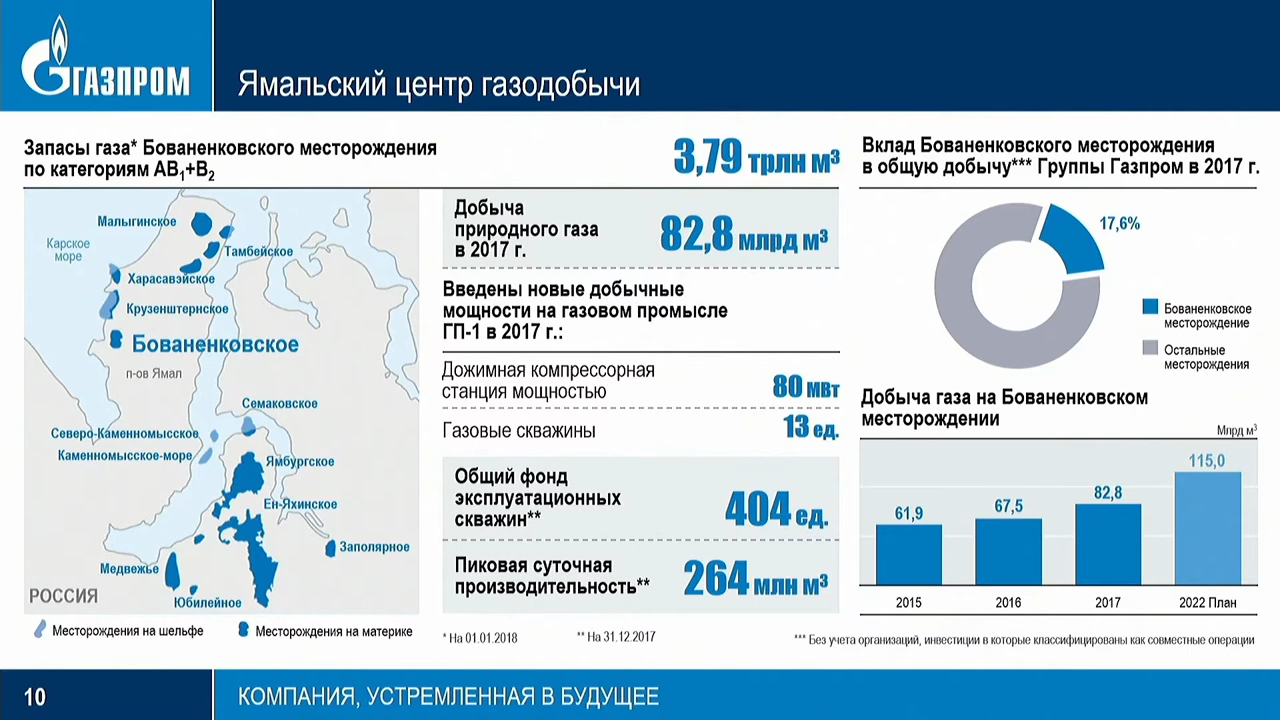 ГАЗПРОМ
Ямальский центр газодобычи
Запасы газа* Бованенковского месторождения
по категориям AB₁+B₂
3,79 трлн м³
Малыгинское
Карское
море
Тамбейское
Харасавэйское
Крузенштернское
Бованенковское
п-ов Ямал
Семаковское
Северо-Каменномысское
Каменномысское-море
Ямбургское
Ен-Яхинское
Заполярное
Медвежье
Юбилейное
РОССИЯ
Месторождения на шельфе
Месторождения на материке
Добыча
природного газа
в 2017 г.
82,8 млрд м³
Введены новые добычные
мощности на газовом промысле
ГП-1 в 2017 г.:
Дожимная компрессорная
станция мощностью
80 мвт
Газовые скважины
13 ед.
Общий фонд
эксплуатационных
скважин**
404 ед.
Пиковая суточная
производительность**
264 млн м³
* На 01.01.2018
** На 31.12.2017
Вклад Бованенковского месторождения
в общую добычу*** Группы Газпром в 2017 г.
17,6%
Бованенковское
месторождение
Остальные
месторождения
Добыча газа на Бованенковском
месторождении
Млрд м³
61,9
67,5
82,8
115,0
2015
2016
2017
2022 План
*** Без учета организаций, инвестиции в которые классифицированы как совместные операции
10
КОМПАНИЯ, УСТРЕМЛЕННАЯ В БУДУЩЕЕ